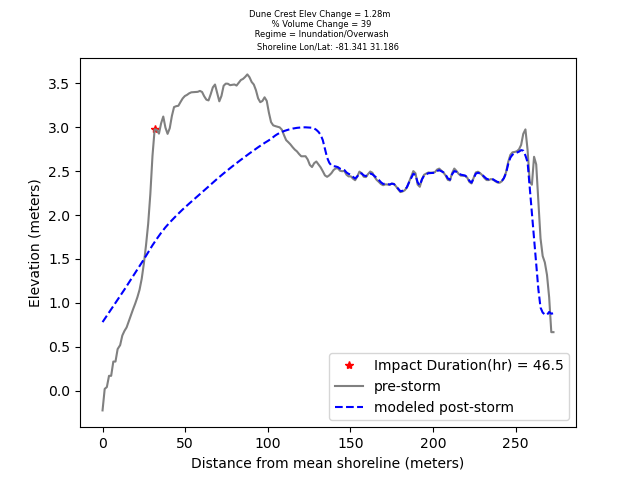 Dune Crest Elev Change = 1.28m
% Volume Change = 39
Regime = Inundation/Overwash
Shoreline Lon/Lat: -81.341 31.186
3.5
3.0
2.5
2.0
1.5
1.0
0.5
0.0
Elevation (meters)
Impact Duration(hr) = 46.5
pre-storm
modeled post-storm
0 50 100 150 200 250
Distance from mean shoreline (meters)